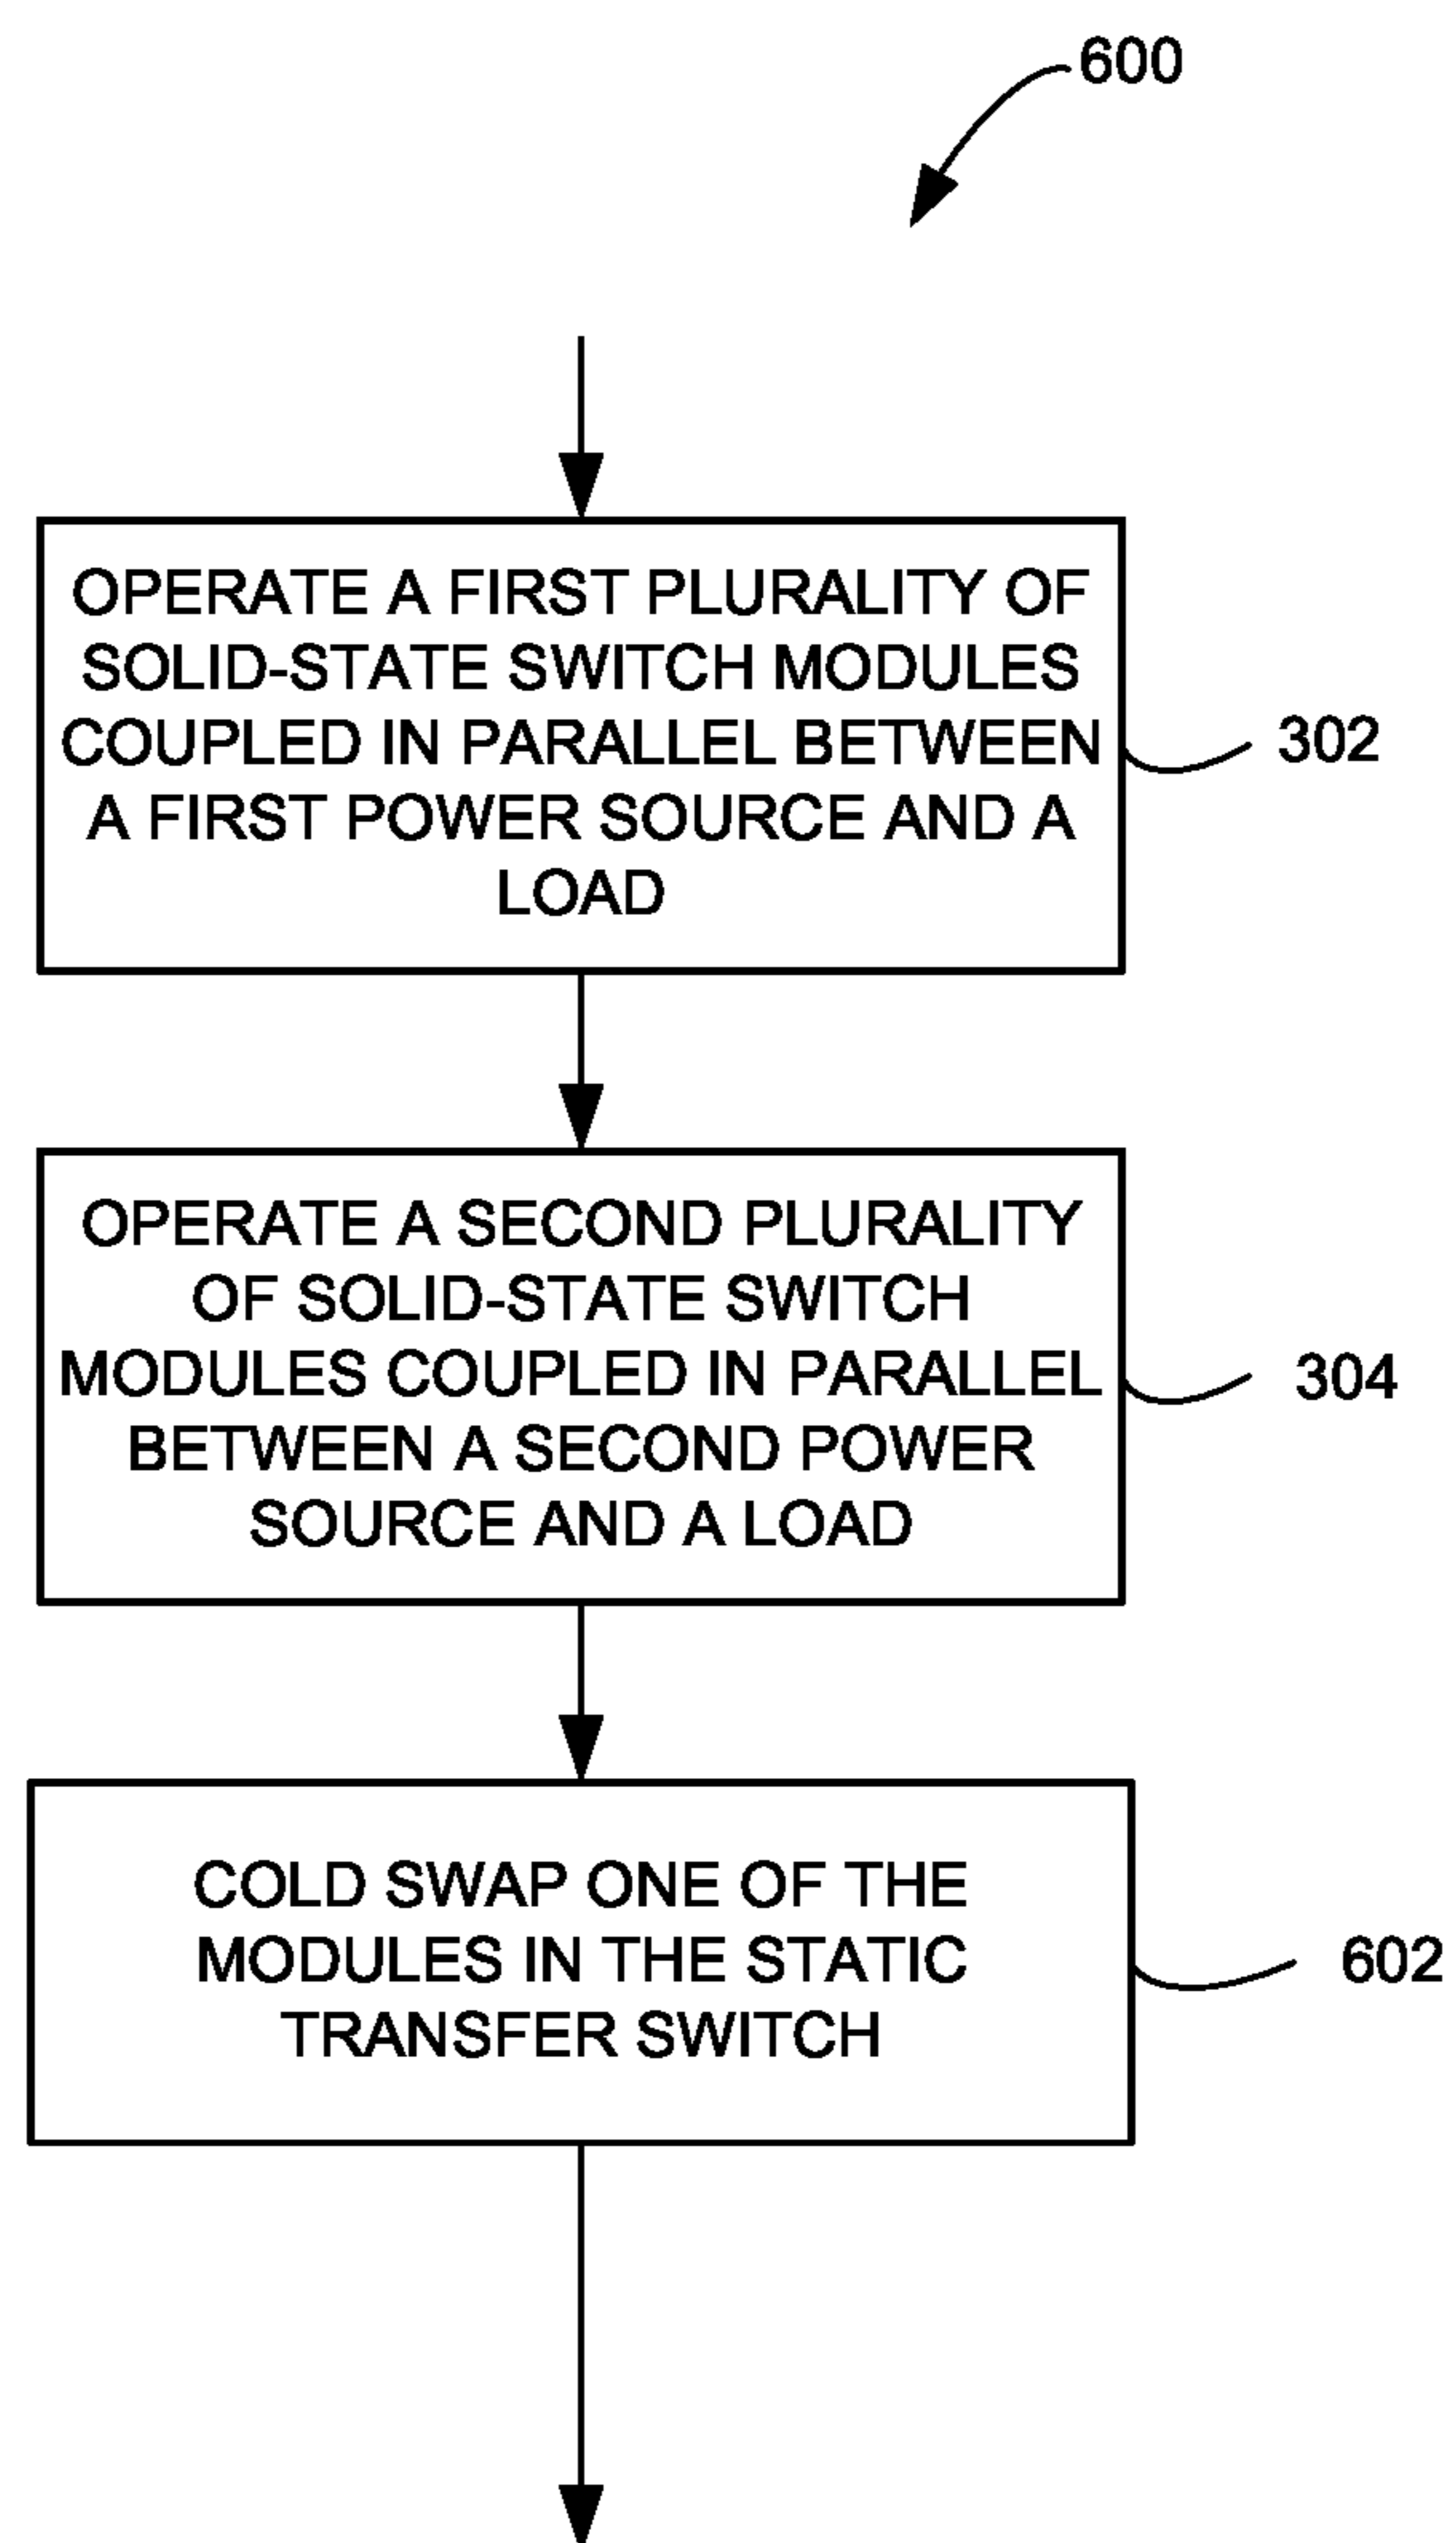 600
OPERATE A FIRST PLURALITY OF
SOLID-STATE SWITCH MODULES
COUPLED IN PARALLEL BETWEEN
A FIRST POWER SOURCE AND A
LOAD
302
OPERATE A SECOND PLURALITY
OF SOLID-STATE SWITCH
MODULES COUPLED IN PARALLEL
BETWEEN A SECOND POWER
SOURCE AND A LOAD
304
COLD SWAP ONE OF THE
MODULES IN THE STATIC
TRANSFER SWITCH
602